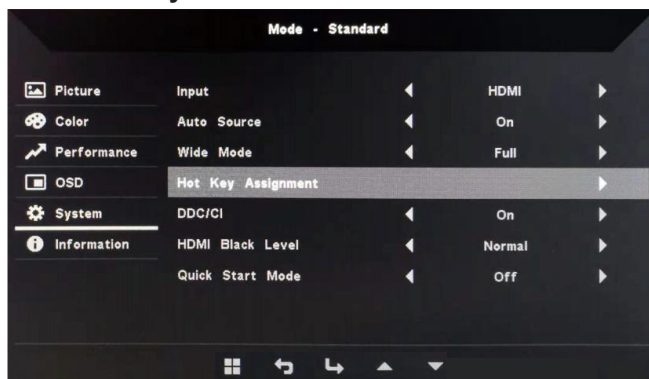 Mode - Standard
Picture
Input HDMI
Color
Auto Source On
Performance
Wide Mode Full
OSD
Hot Key Assignment
System
DDC/CI On
Information
HDMI Black Level Normal
Quick Start Mode Off